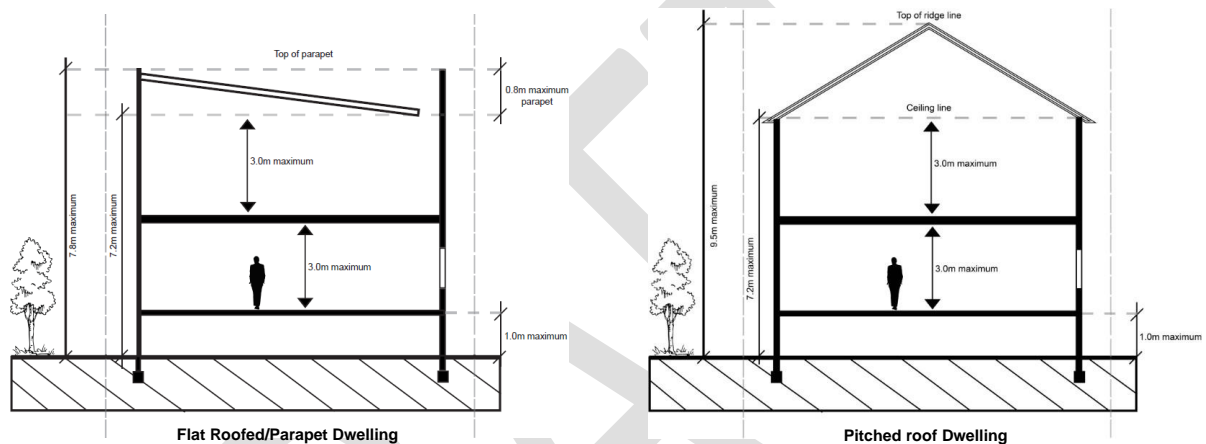 Top of parapet
0.8m maximum
parapet
3.0m maximum
7.8m maximum
7.2m maximum
3.0m maximum
1.0m maximum
Flat Roofed/Parapet Dwelling
Top of ridge line
Ceiling line
3.0m maximum
9.5m maximum
7.2m maximum
3.0m maximum
1.0m maximum
Pitched roof Dwelling